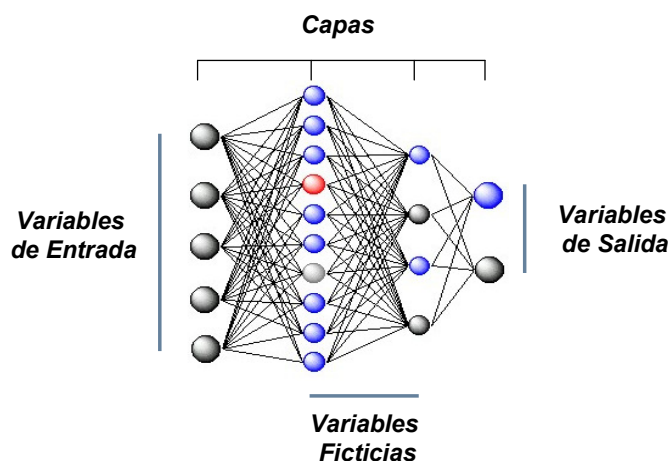 Capas
Variables
de Entrada
Variables
de Salida
Variables
Ficticias